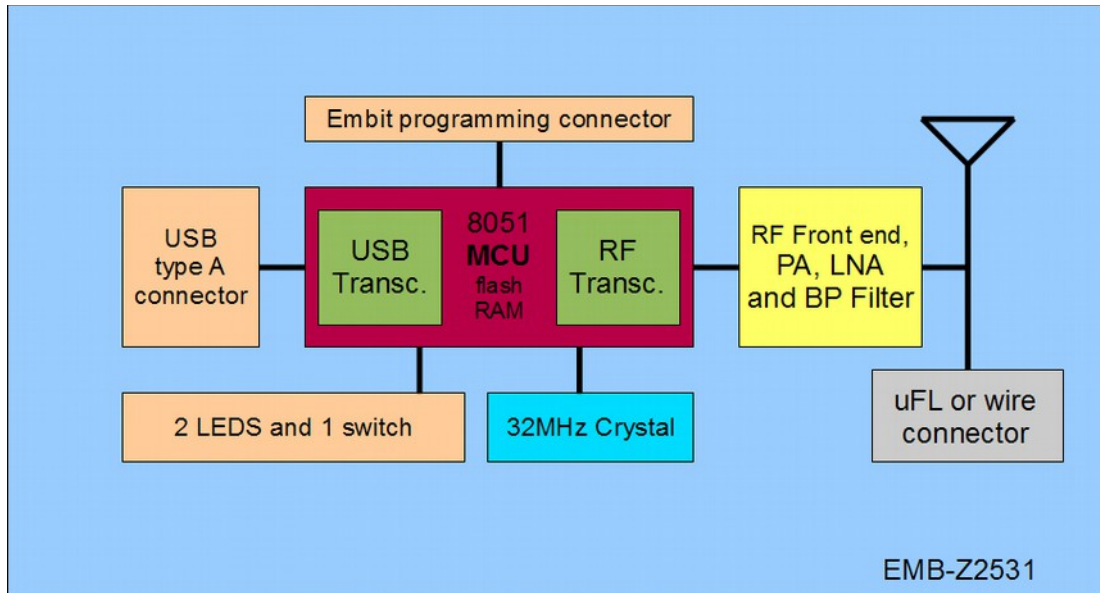 Embit programming connector
USB
type A
connector
USB
Transc.
8051
MCU
flash
RAM
RF
Transc.
RF Front end,
PA, LNA
and BP Filter
2 LEDS and 1 switch
32MHz Crystal
uFL or wire
connector
EMB-Z2531